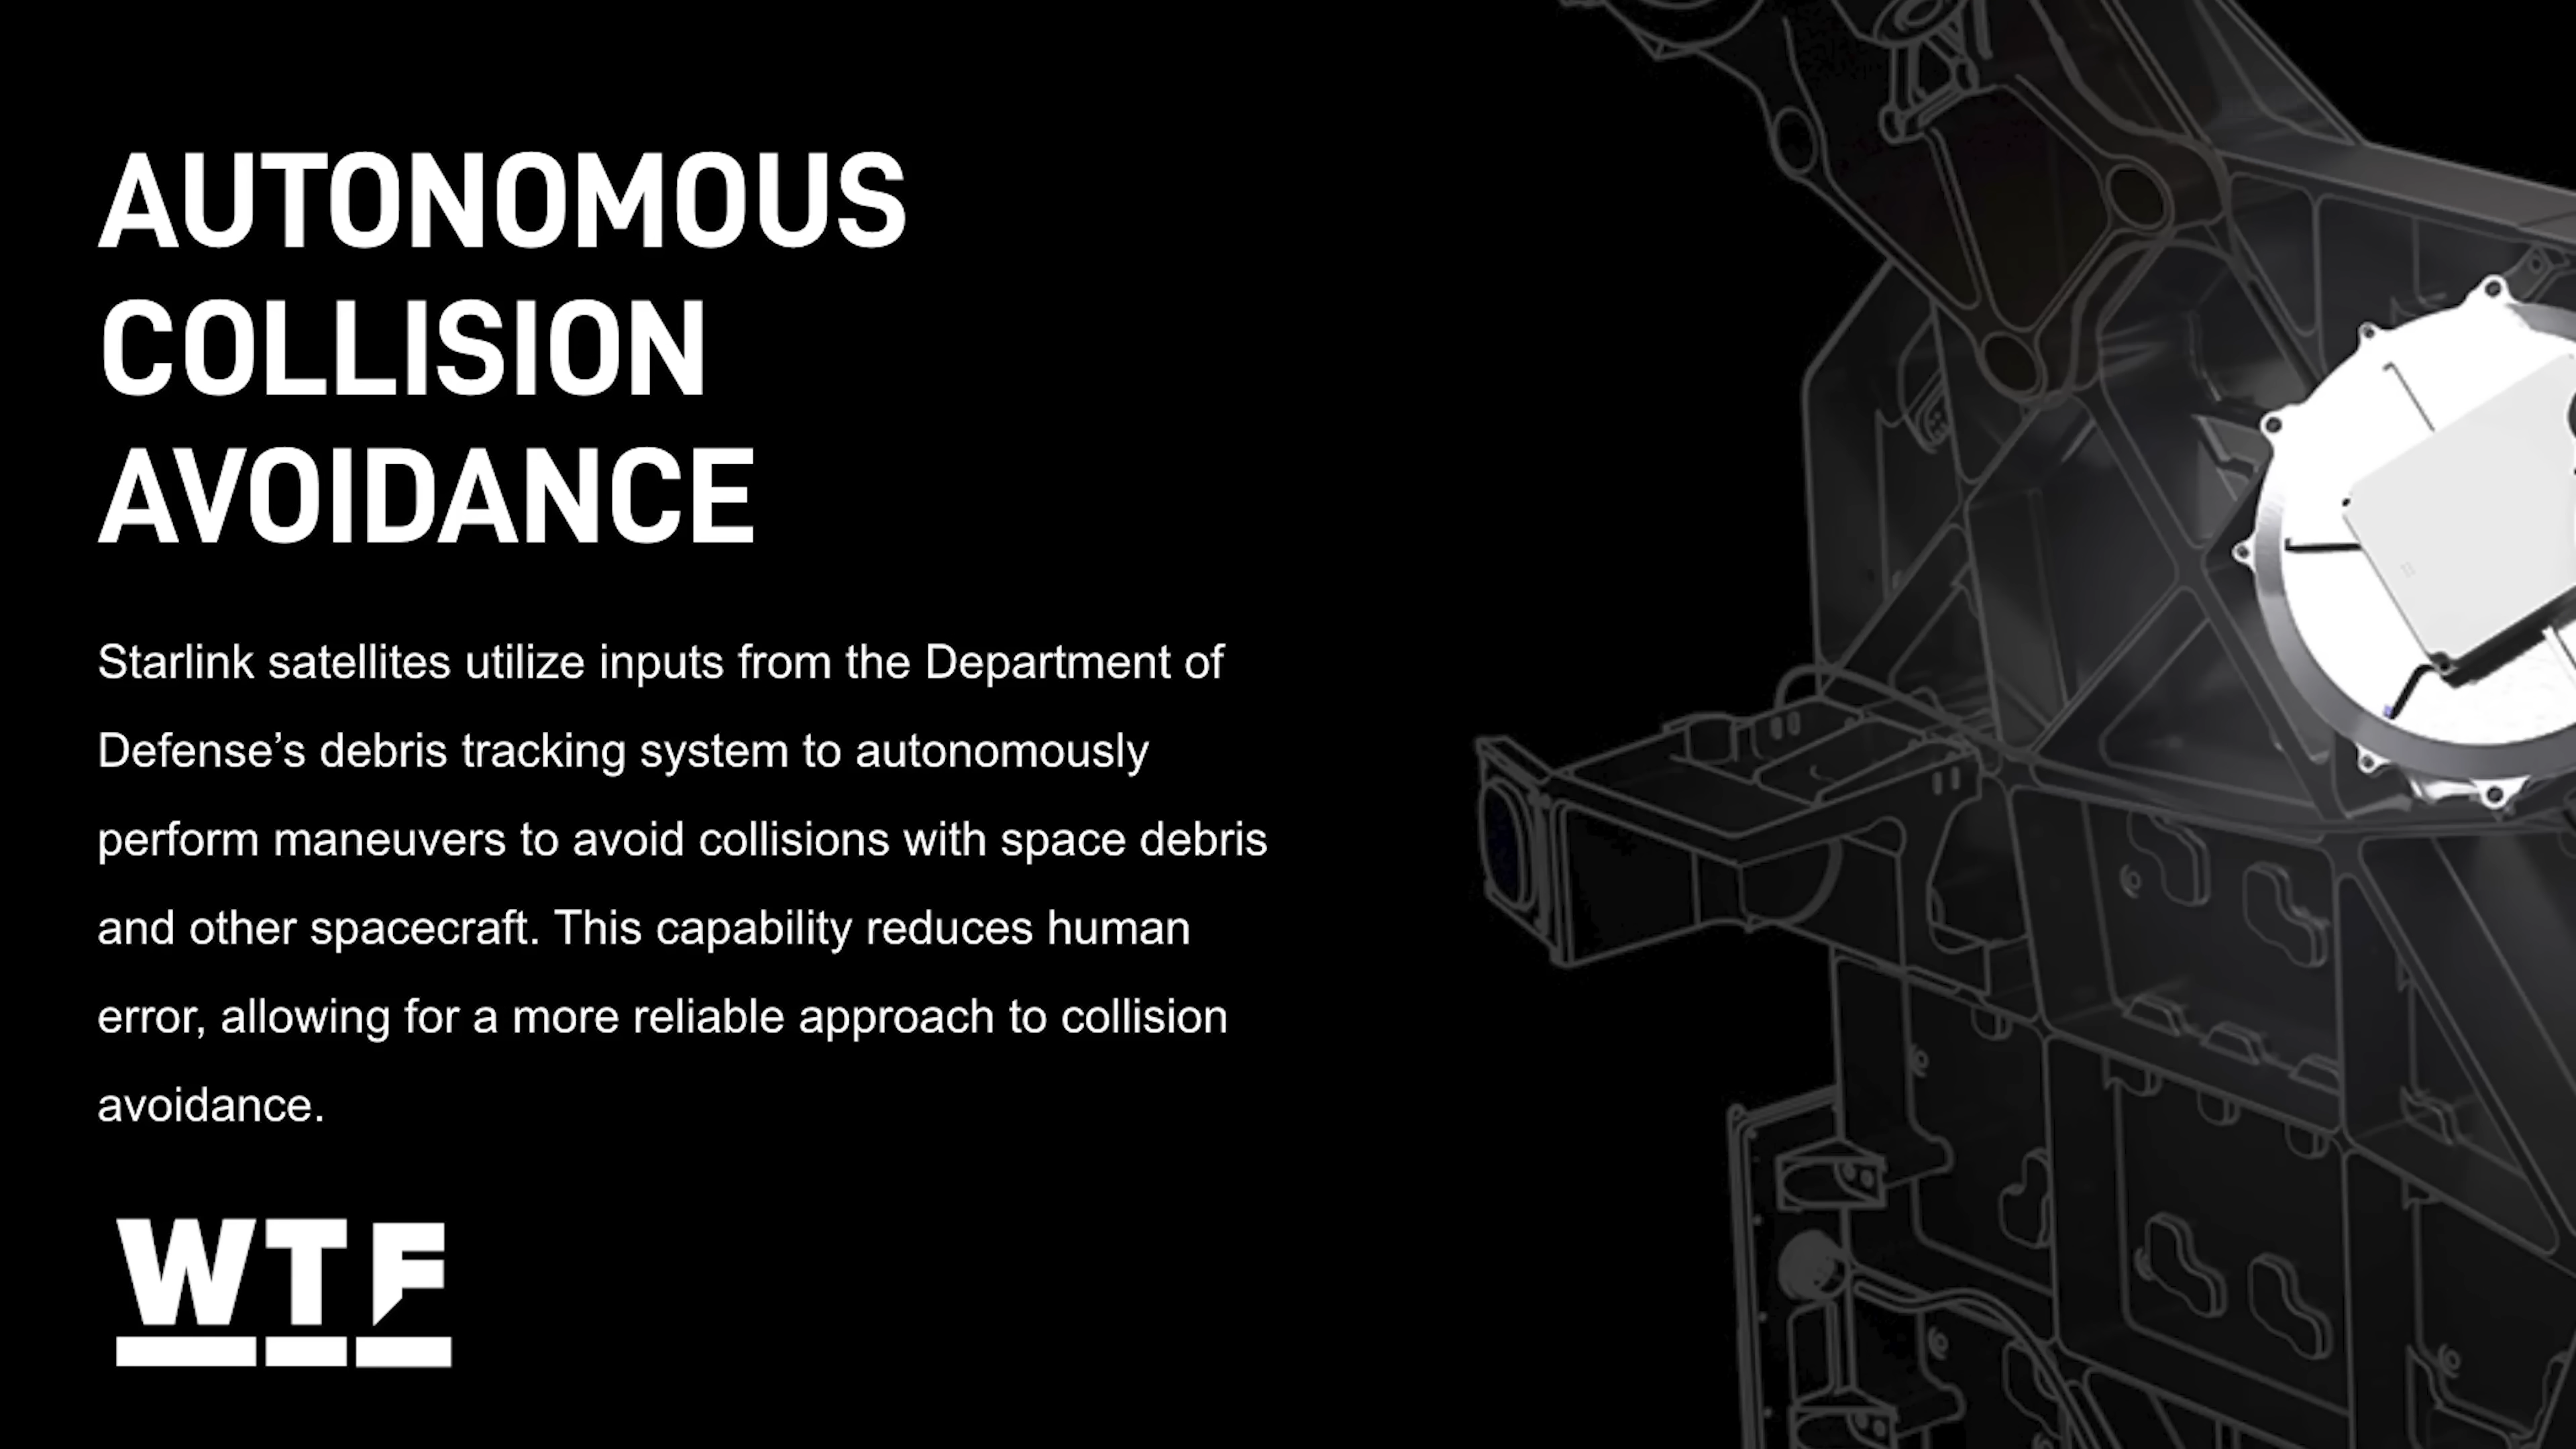 AUTONOMOUS
COLLISION
AVOIDANCE
Starlink satellites utilize inputs from the Department of
Defense’s debris tracking system to autonomously
perform maneuvers to avoid collisions with space debris
and other spacecraft. This capability reduces human
error, allowing for a more reliable approach to collision
avoidance.
WTF